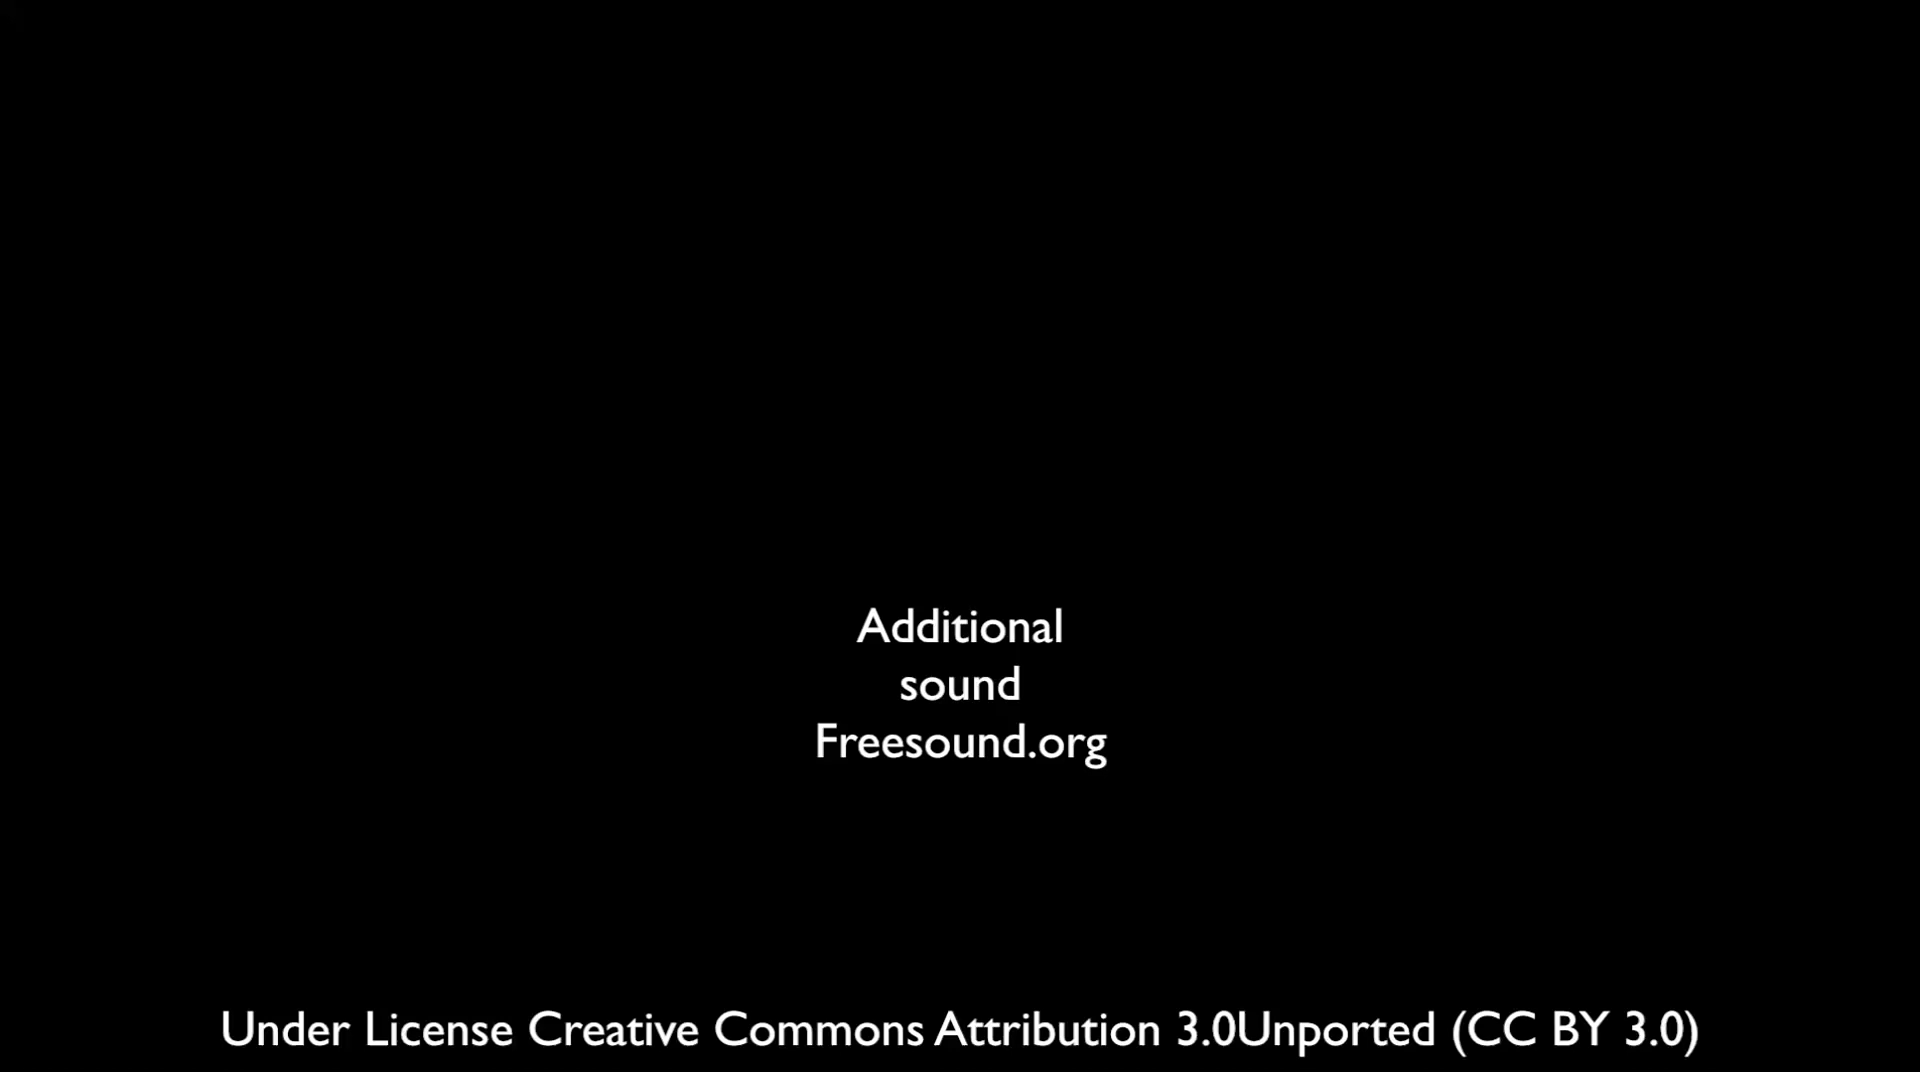 Additional
sound
Freesound.org
Under License Creative Commons Attribution 3.0Unported (CC BY 3.0)